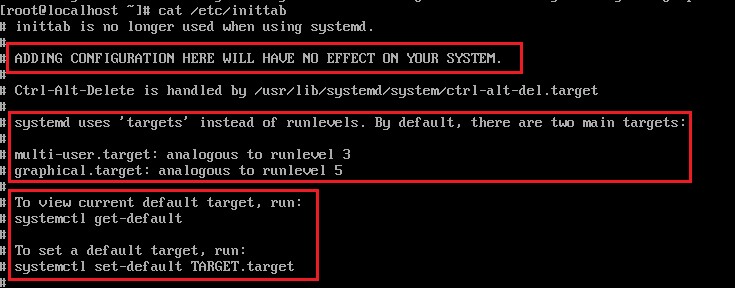 [root@localhost ~]# cat /etc/inittab
# inittab is no longer used when using systemd.
#
# ADDING CONFIGURATION HERE WILL HAVE NO EFFECT ON YOUR SYSTEM.
#
# Ctrl-Alt-Delete is handled by /usr/lib/systemd/system/ctrl-alt-del.target
#
# systemd uses 'targets' instead of runlevels. By default, there are two main targets:
#
# multi-user.target: analogous to runlevel 3
# graphical.target: analogous to runlevel 5
#
# To view current default target, run:
# systemctl get-default
#
# To set a default target, run:
# systemctl set-default TARGET.target
#